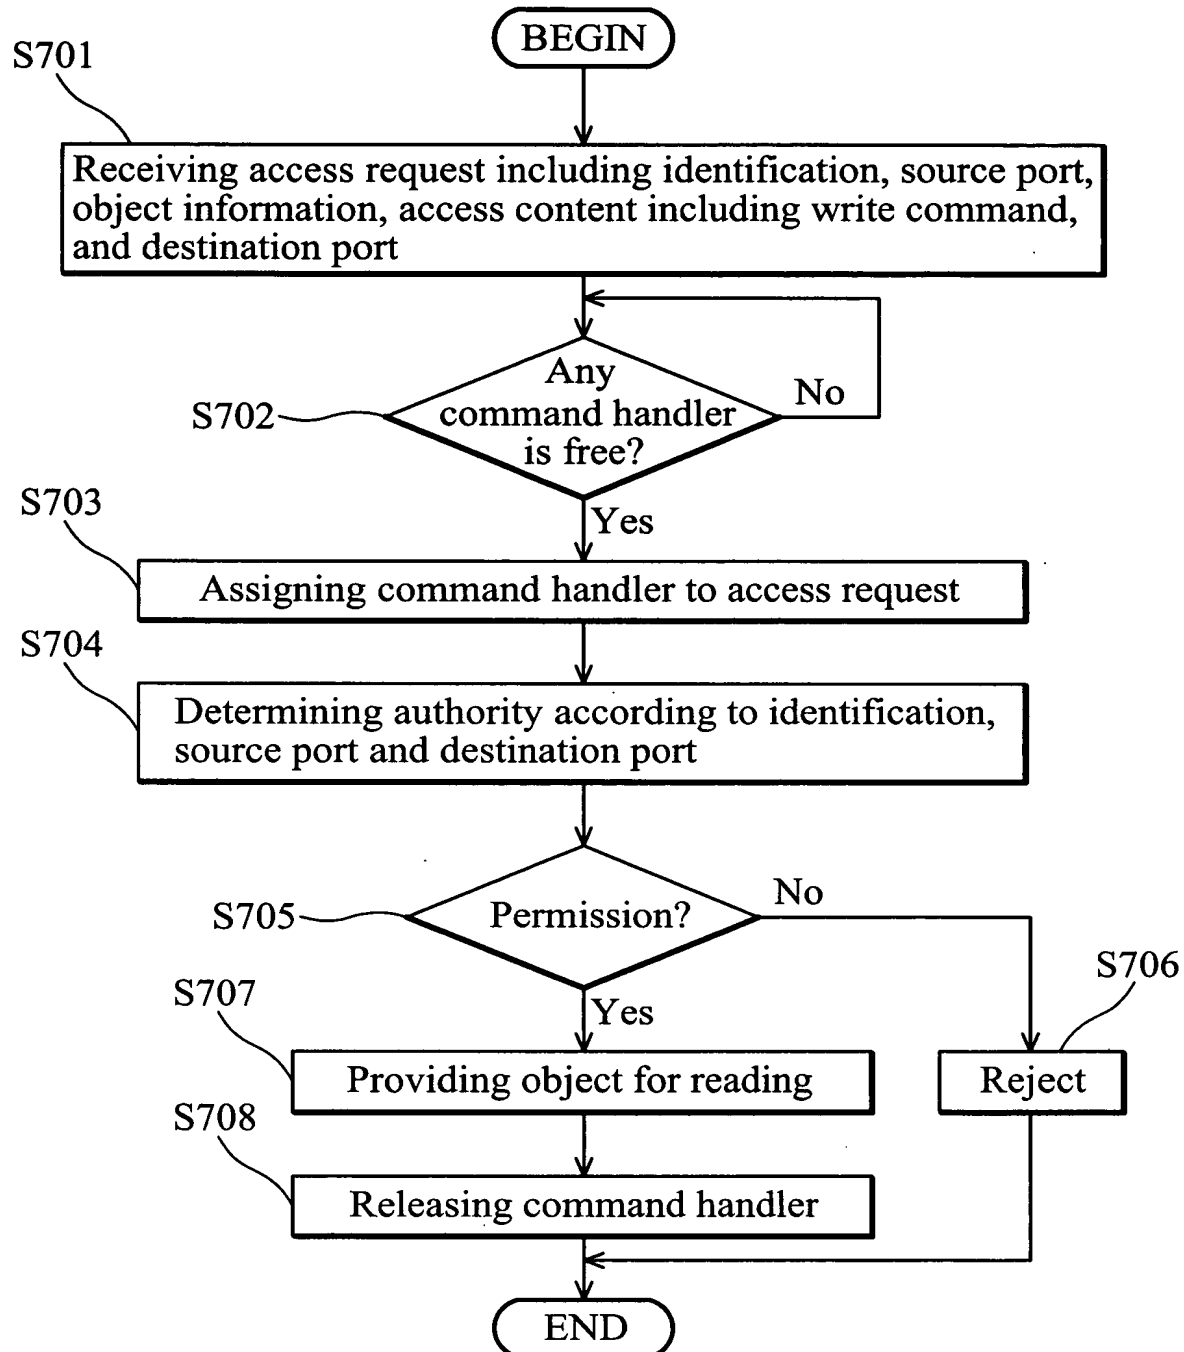 BEGIN
S701
Receiving access request including identification, source port,
object information, access content including write command,
and destination port
Any
command handler
is free?
No
S702
Yes
S703
Assigning command handler to access request
S704
Determining authority according to identification,
source port and destination port
S705
Permission?
No
S706
Reject
Yes
S707
Providing object for reading
S708
Releasing command handler
END